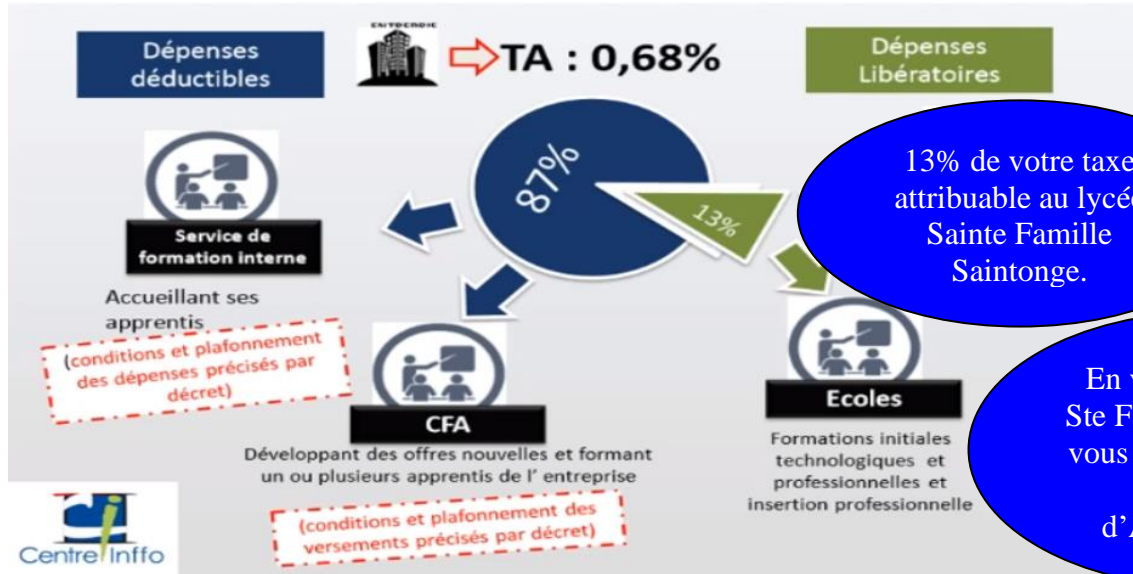 ENTREPRISE
Dépenses
déductibles
TA : 0,68%
Dépenses
Libératoires
87%
13%
13% de votre taxe
attribuable au lycée
Sainte Famille
Saintonge.
Service de
formation interne
Accueillant ses
apprentis
(conditions et plafonnement
des dépenses précisés par
décret)
CFA
Développant des offres nouvelles et formant
un ou plusieurs apprentis de l' entreprise
(conditions et plafonnement des
versements précisés par décret)
Ecoles
Formations initiales
technologiques et
professionnelles et
insertion professionnelle
En
Ste
vous
Centre Inffo